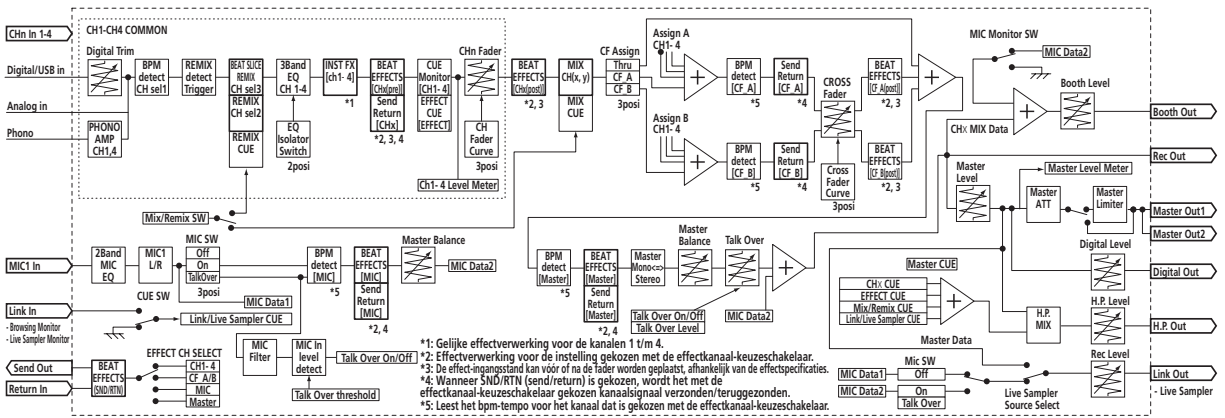 CHn In 1-4
CH1-CH4 COMMON
Digital Trim
Digital/USB in
Analog in
Phono
PHONO
AMP
CH1,4
BPM
detect
CH sel1
REMIX
detect
Trigger
BEAT SLICE
REMIX
CH sel3
REMIX
CH sel2
REMIX
CUE
3Band
EQ
CH 1-4
EQ
Isolator
Switch
2posi
INST FX
[ch1- 4]
*1
BEAT
EFFECTS
[CHx(pre)]
Send
Return
[CHx]
*2, 3, 4
CUE
Monitor
[CH1- 4]
EFFECT
CUE
[EFFECT]
CHn Fader
CH
Fader
Curve
3posi
Ch1- 4 Level Meter
BEAT
EFFECTS
[CHx(post)]
*2, 3
MIX
CH(x, y)
MIX
CUE
CF Assign
Thru
CF_A
CF_B
3posi
Assign A
CH1- 4
Assign B
CH1- 4
BPM
detect
[CF_A]
*5
Send
Return
[CF_A]
*4
BPM
detect
[CF_B]
*5
Send
Return
[CF_B]
*4
CROSS
Fader
Cross
Fader
Curve
3posi
BEAT
EFFECTS
[CF_A(post)]
*2, 3
BEAT
EFFECTS
[CF_B(post)]
*2, 3
MIC Monitor SW
MIC Data2
Booth Level
CHX MIX Data
Booth Out
Rec Out
Master
Level
Master Level Meter
Master
ATT
Master
Limiter
Master Out1
Master Out2
Digital Level
Digital Out
Mix/Remix SW
MIC1 In
2Band
MIC
EQ
MIC1
L/R
MIC SW
Off
On
TalkOver
3posi
MIC Data1
BPM
detect
[MIC]
*5
BEAT
EFFECTS
[MIC]
Send
Return
[MIC]
*2, 4
Master Balance
MIC Data2
BPM
detect
[Master]
*5
BEAT
EFFECTS
[Master]
Send
Return
[Master]
*2, 4
Master
Mono<=>
Stereo
Master
Balance
Talk Over
Talk Over On/Off
Talk Over Level
MIC Data2
Master CUE
CHX CUE
EFFECT CUE
Mix/Remix CUE
Link/Live Sampler CUE
H.P.
MIX
H.P. Level
H.P. Out
Link In
- Browsing Monitor
- Live Sampler Monitor
CUE SW
Link/Live Sampler CUE
Send Out
Return In
BEAT
EFFECTS
(SND/RTN)
EFFECT CH SELECT
CH1- 4
CF_A/B
MIC
Master
MIC
Filter
MIC In
level
detect
Talk Over On/Off
Talk Over threshold
*1: Gelijke effectverwerking voor de kanalen 1 t/m 4.
*2: Effectverwerking voor de instelling gekozen met de effectkanaal-keuzeschakelaar.
*3: De effect-ingangsstand kan vóór of na de fader worden geplaatst, afhankelijk van de effectspecificaties.
*4: Wanneer SND/RTN (send/return) is gekozen, wordt het met de
effectkanaal-keuzeschakelaar gekozen kanaalsignaal verzonden/teruggezonden.
*5: Leest het bpm-tempo voor het kanaal dat is gekozen met de effectkanaal-keuzeschakelaar.
Master Data
Mic SW
MIC Data1
Off
MIC Data2
On
Talk Over
Live Sampler
Source Select
Rec Level
Link Out
- Live Sampler